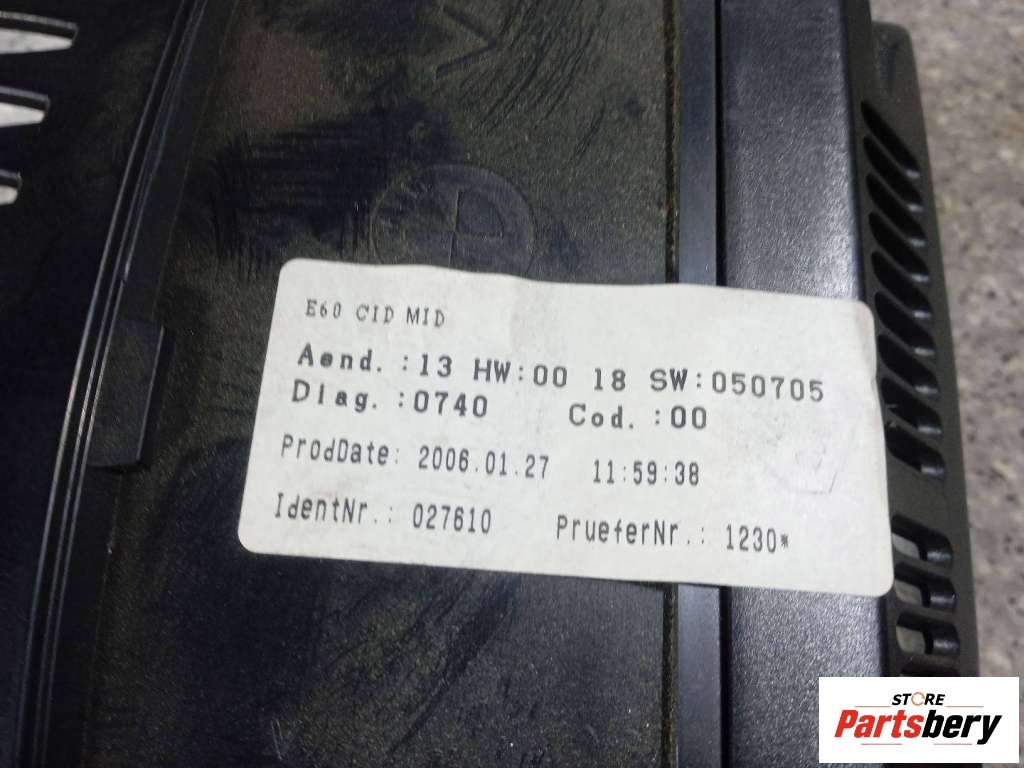 E60 CID MID
Aend.:13 HW:00 18 SW:050705
Diag.:0740 Cod.:00
ProdDate: 2006.01.27 11:59:38
IdentNr.: 027610 PrueferNr.: 1230*
STORE
Partsbery